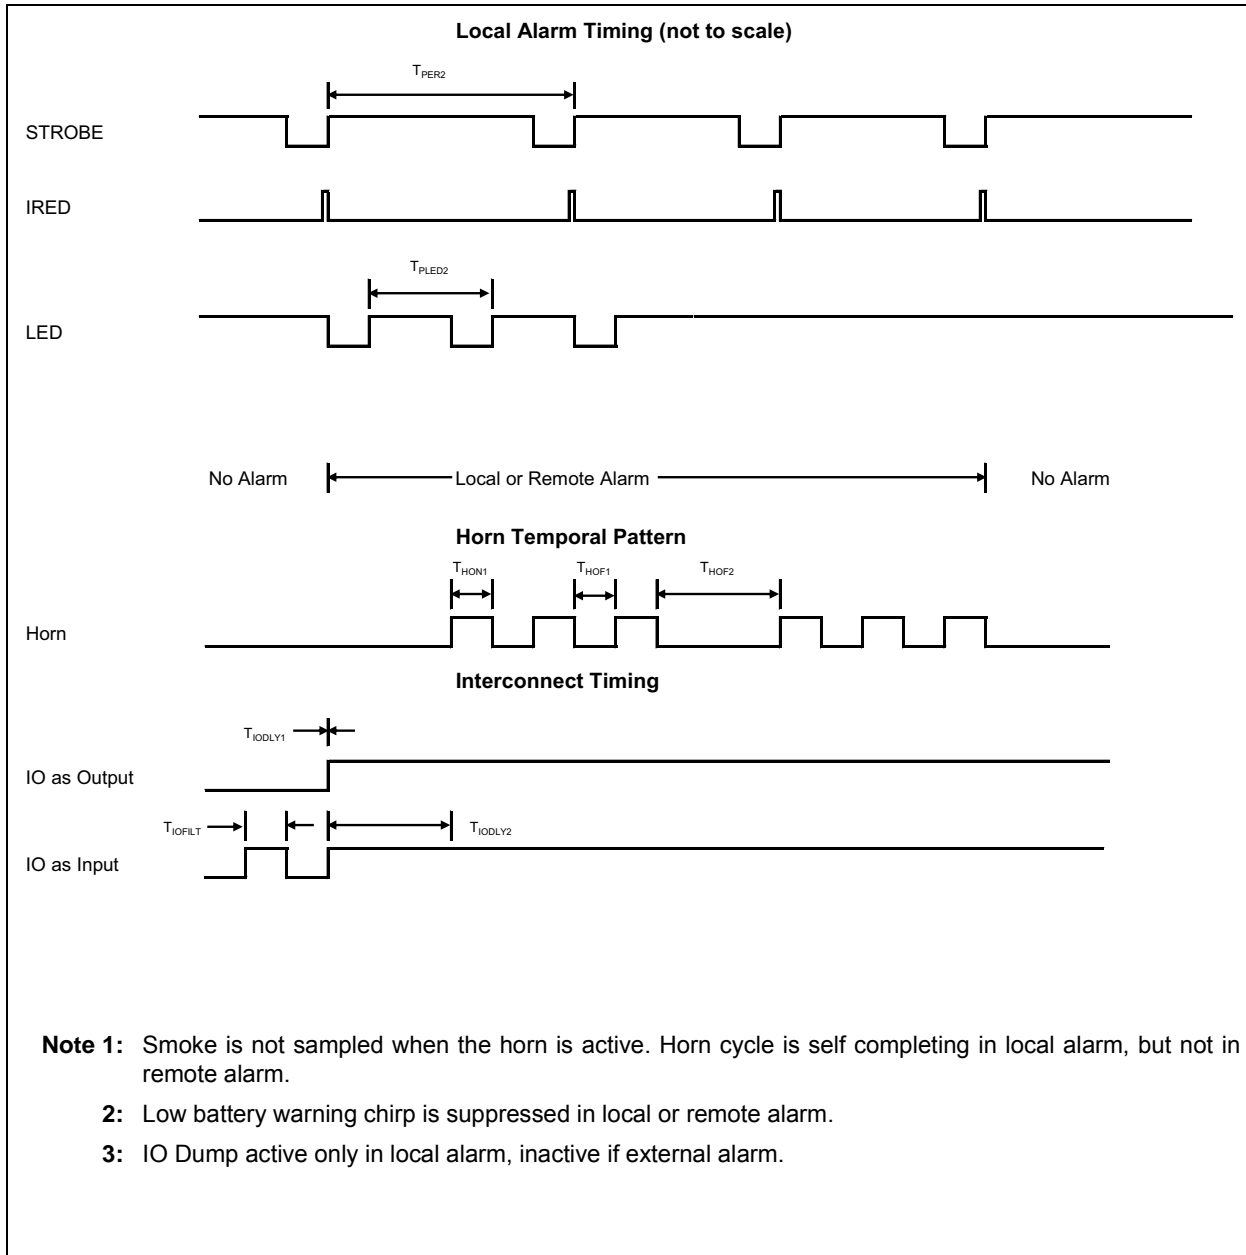 Local Alarm Timing (not to scale)
TPER2
STROBE
IRED
TPLED2
LED
No Alarm
Local or Remote Alarm
No Alarm
Horn Temporal Pattern
THON1
THOF1
THOF2
Horn
Interconnect Timing
TIODLY1
IO as Output
TIOFILT
TIODLY2
IO as Input
Note 1: Smoke is not sampled when the horn is active. Horn cycle is self completing in local alarm, but not in
remote alarm.
2: Low battery warning chirp is suppressed in local or remote alarm.
3: IO Dump active only in local alarm, inactive if external alarm.